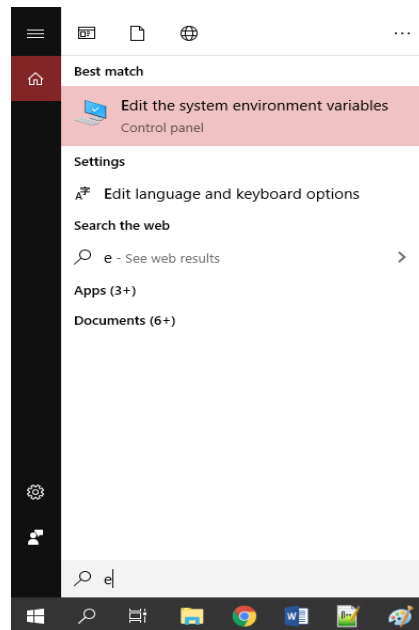 Best match
Edit the system environment variables
Control panel
Settings
Edit language and keyboard options
Search the web
e - See web results
Apps (3+)
Documents (6+)
e